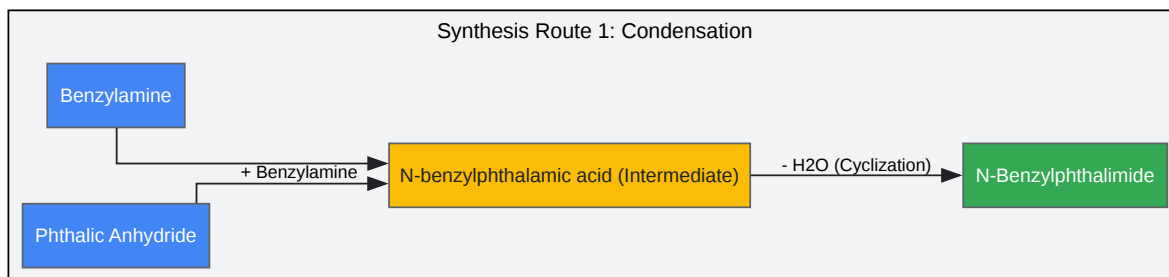 Synthesis Route 1: Condensation
Benzylamine
+ Benzylamine
N-benzylphthalamic acid (Intermediate)
- H2O (Cyclization)
N-Benzylphthalimide
Phthalic Anhydride